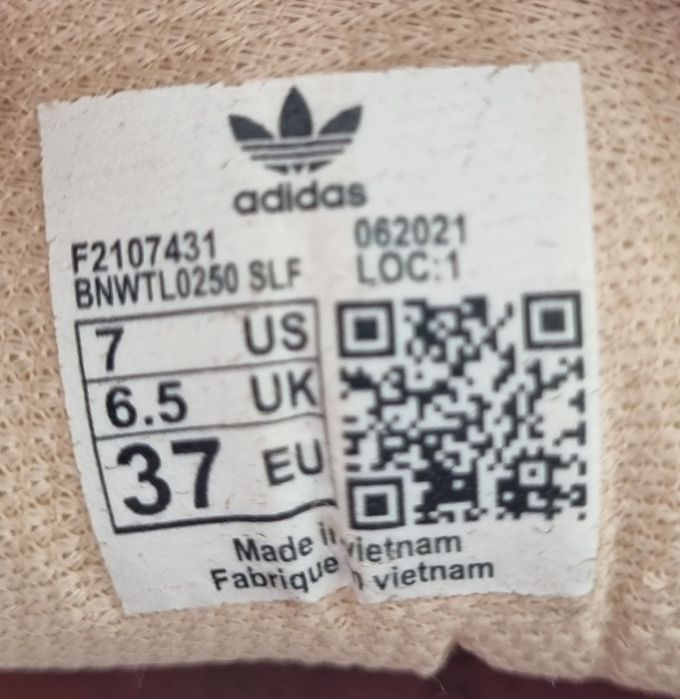 adidas
F2107431 062021
BNWTL0250 SLF LOC:1
7 US
6.5 UK
37 EU
Made vietnam
Fabrique vietnam